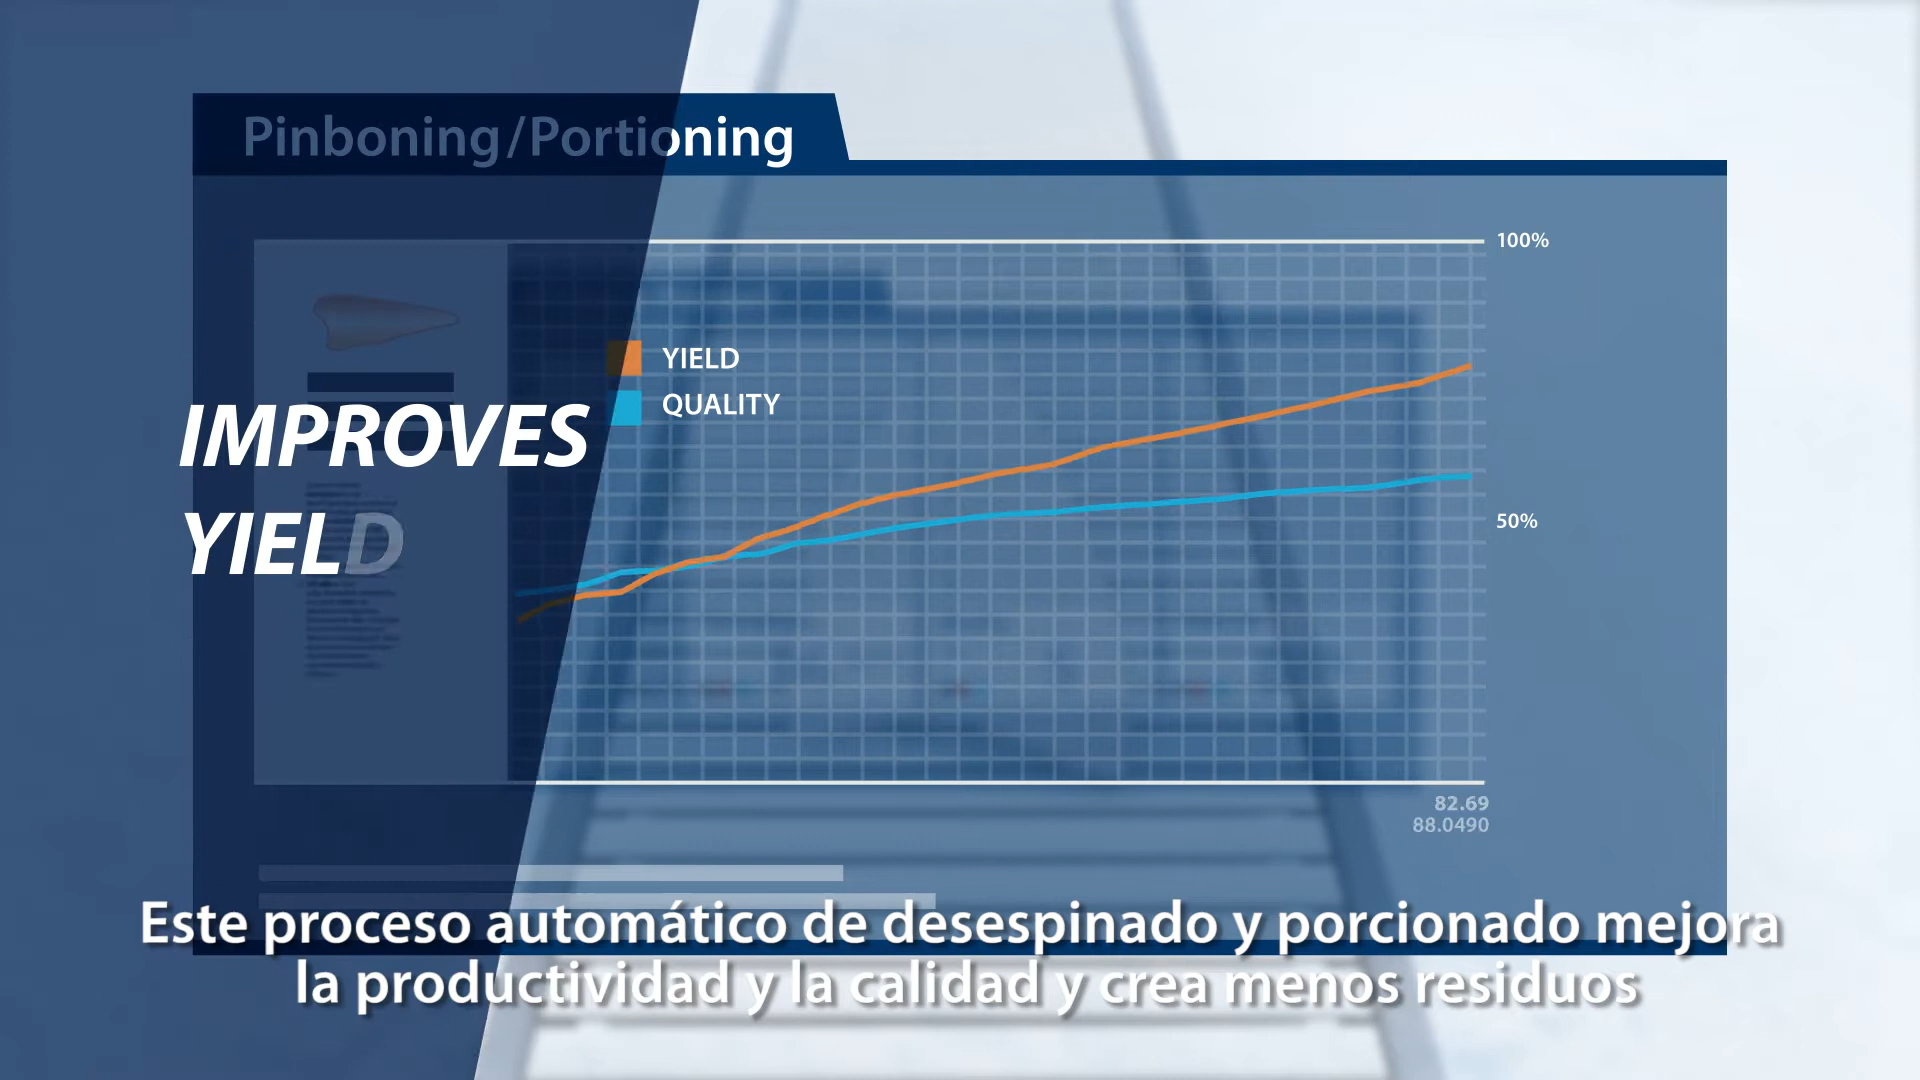 Pinboning/Portioning
100%
YIELD
QUALITY
IMPROVES
YIELD
50%
82.69
88.0490
Este proceso automático de desespinado y porcionado mejora
la productividad y la calidad y crea menos residuos